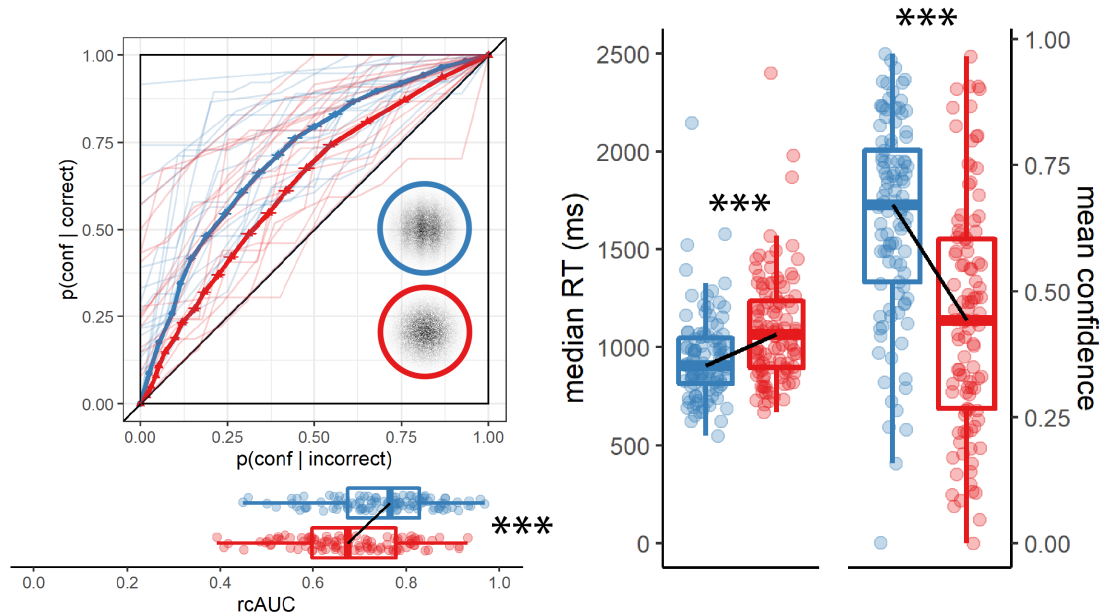 1.00
0.75
0.50
0.25
0.00
p(conf | correct)
0.00 0.25 0.50 0.75 1.00
p(conf | incorrect)
***
0.0 0.2 0.4 0.6 0.8 1.0
rcAUC
2500
2000
1500
1000
500
0
median RT (ms)
***
***
1.00
0.75
0.50
0.25
0.00
mean confidence